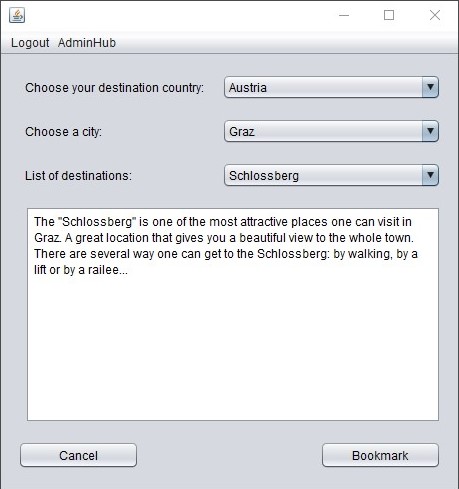 Logout AdminHub
Choose your destination country: Austria
Choose a city: Graz
List of destinations: Schlossberg
The "Schlossberg" is one of the most attractive places one can visit in
Graz. A great location that gives you a beautiful view to the whole town.
There are several way one can get to the Schlossberg: by walking, by a
lift or by a railee...
Cancel Bookmark